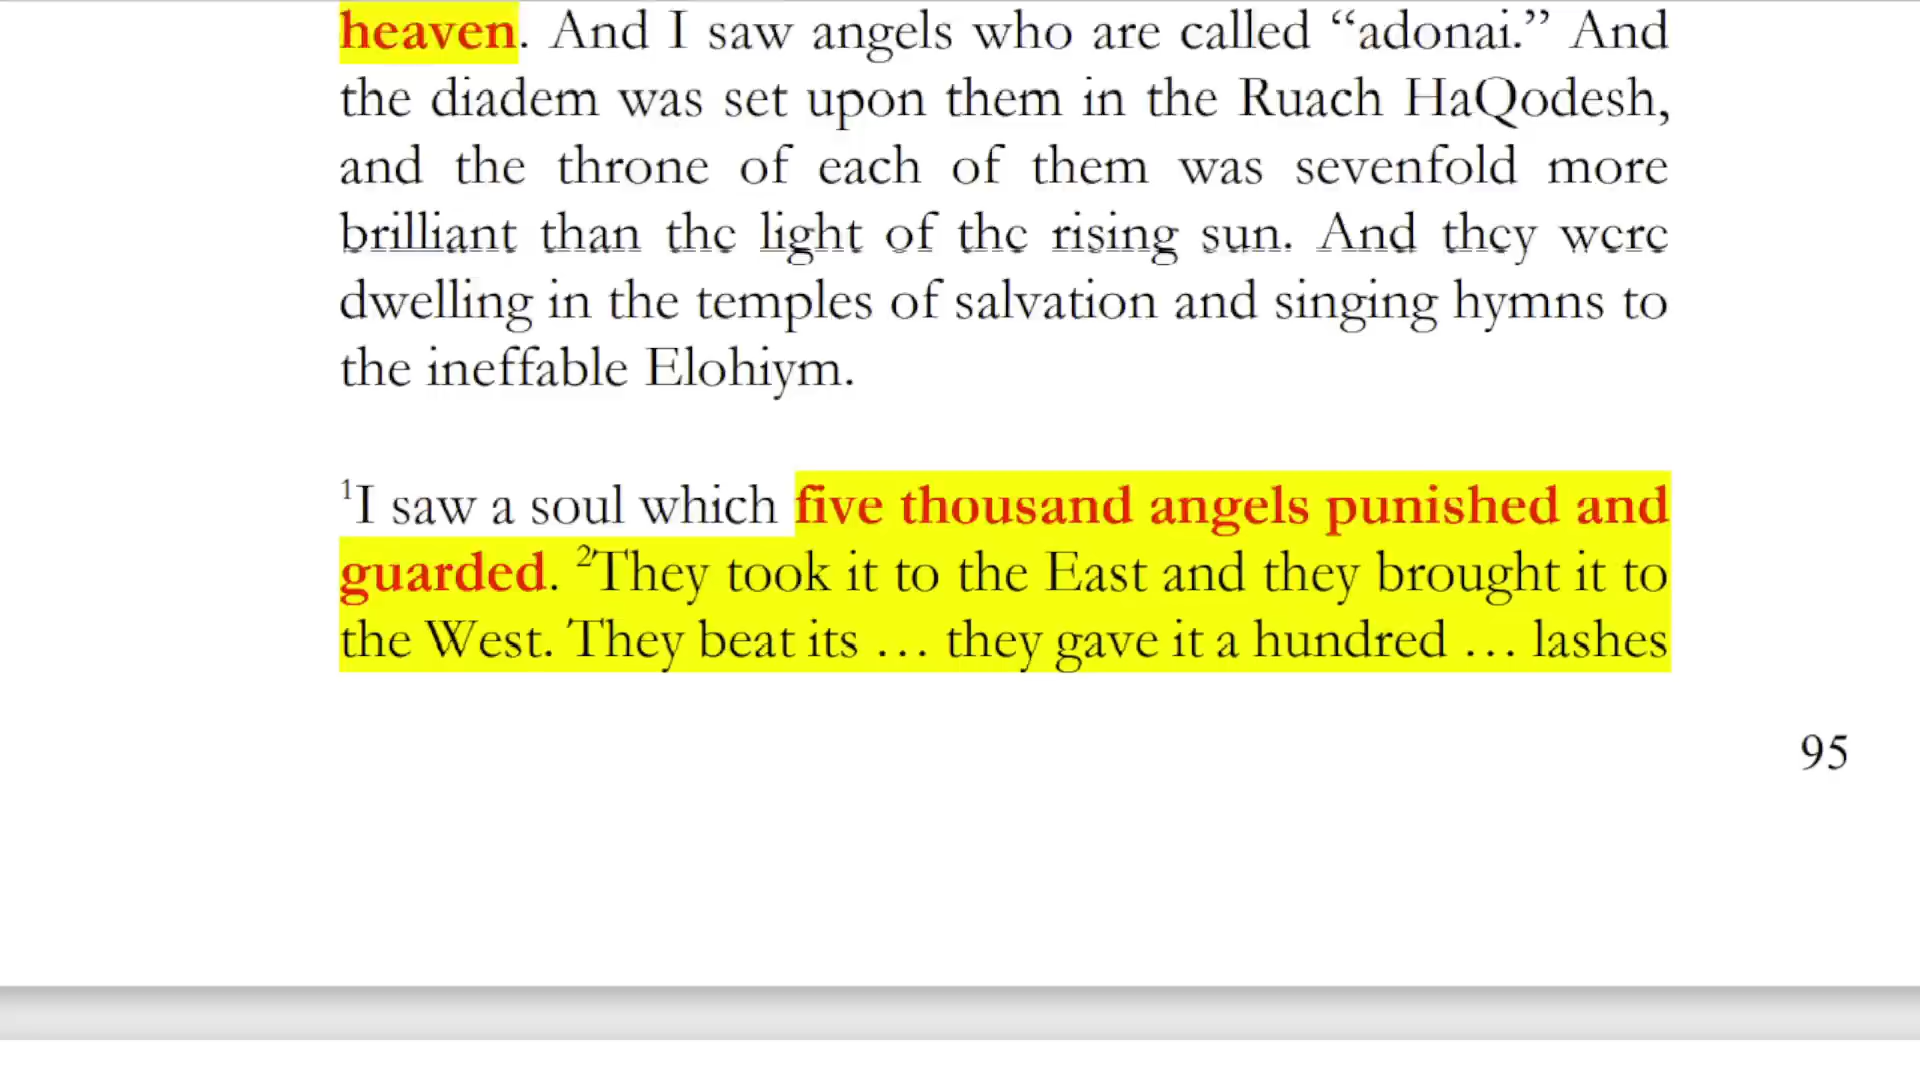 heaven. And I saw angels who are called “adonai.” And
the diadem was set upon them in the Ruach HaQodesh,
and the throne of each of them was sevenfold more
brilliant than the light of the rising sun. And they were
dwelling in the temples of salvation and singing hymns to
the ineffable Elohiym.
¹I saw a soul which five thousand angels punished and
guarded. ²They took it to the East and they brought it to
the West. They beat its … they gave it a hundred … lashes
95